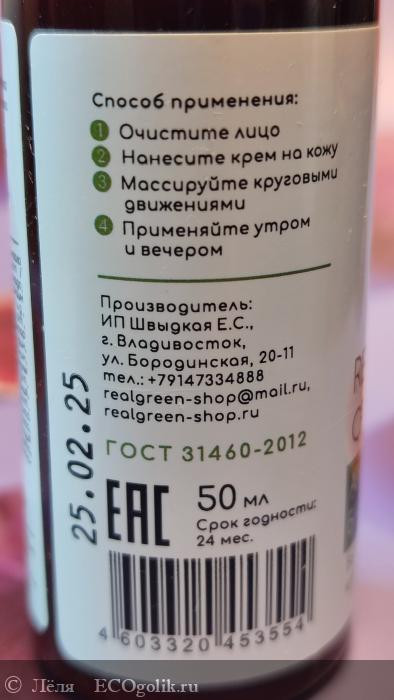 Способ применения:
1 Очистите лицо
2 Нанесите крем на кожу
3 Массируйте круговыми
движениями
4 Применяйте утром
и вечером
Производитель:
ИП Швыдкая Е.С.,
г. Владивосток,
ул. Бородинская, 20-11
тел.: +79147334888
realgreen-shop@mail.ru,
realgreen-shop.ru
ГОСТ 31460-2012
25.02.25
EAC
50 мл
Срок годности:
24 мес.
4 603320 453554
© Лёля ECOgolik.ru